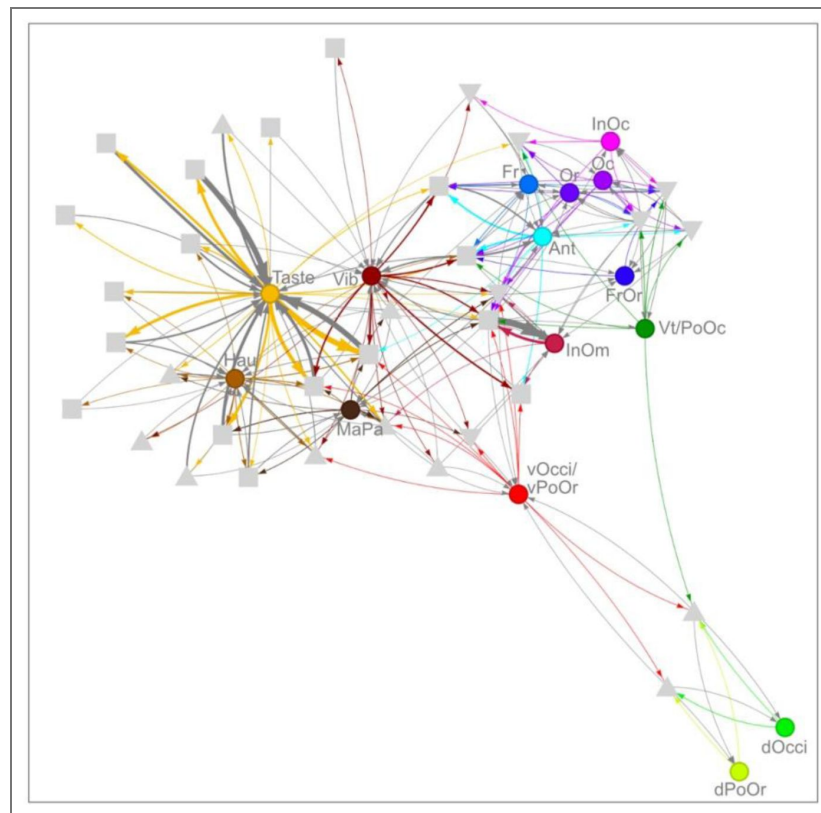 InOc
Fr
Or
Oc
Ant
Taste
Vib
FrOr
Vt/PoOc
InOm
Hau
MaPa
vOcci/
vPoOr
dOcci
dPoOr